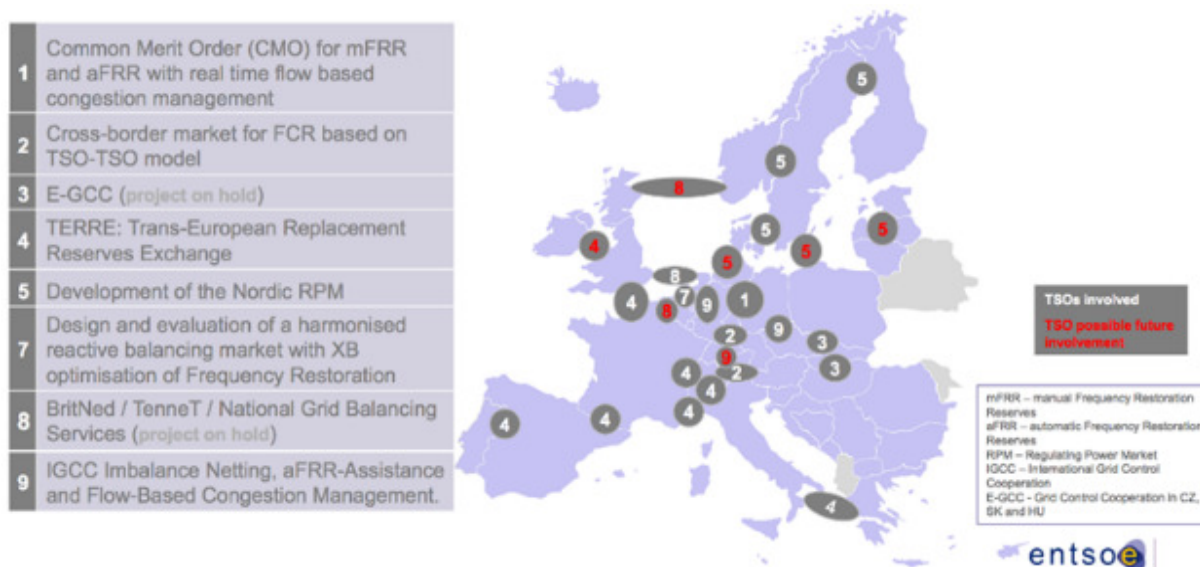 1
Common Merit Order (CMO) for mFRR
and aFRR with real time flow based
congestion management
2
Cross-border market for FCR based on
TSO-TSO model
3
E-GCC (project on hold)
4
TERRE: Trans-European Replacement
Reserves Exchange
5
Development of the Nordic RPM
7
Design and evaluation of a harmonised
reactive balancing market with XB
optimisation of Frequency Restoration
8
BritNed / TenneT / National Grid Balancing
Services (project on hold)
9
IGCC Imbalance Netting, aFRR-Assistance
and Flow-Based Congestion Management.
5
5
8
5
5
4
5
5
8
7
9
1
4
8
9
2
3
9
2
3
4
4
4
4
4
4
TSOs involved
TSO possible future
involvement
mFRR – manual Frequency Restoration
Reserves
aFRR – automatic Frequency Restoration
Reserves
RPM – Regulating Power Market
IGCC – International Grid Control
Cooperation
E-GCC - Grid Control Cooperation in CZ,
SK and HU
entsoe